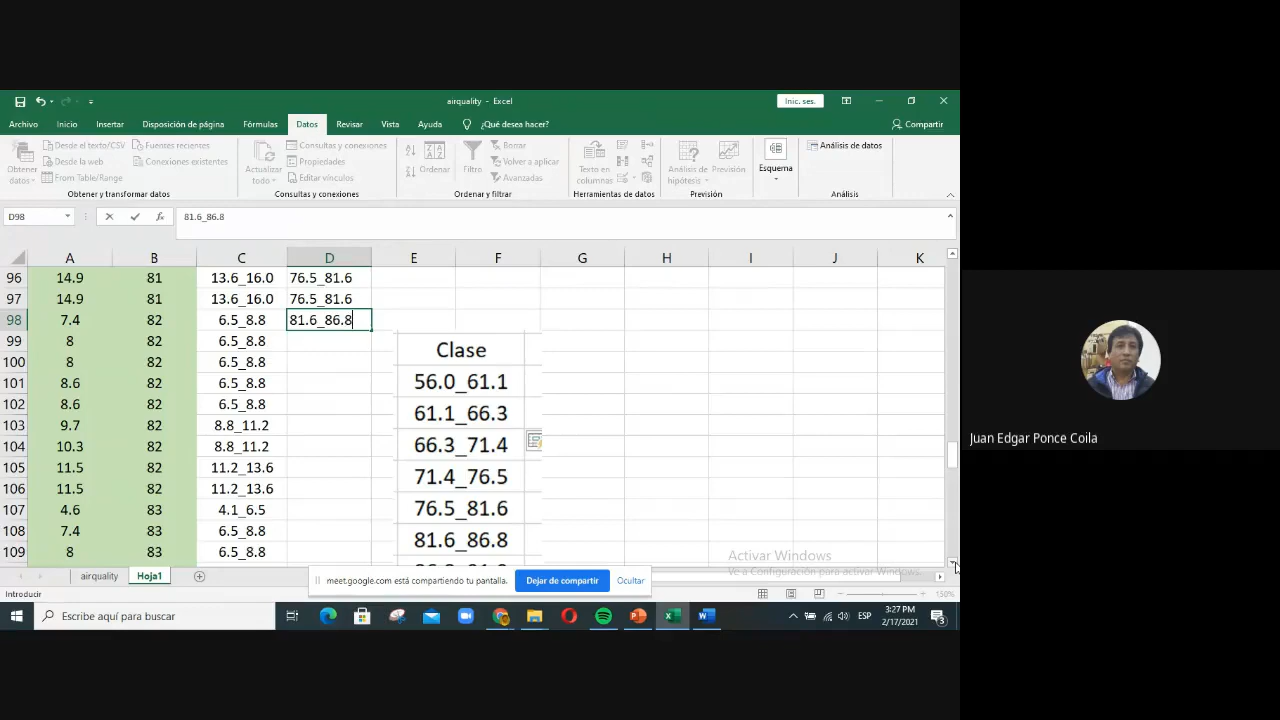 airquality - Excel
Inic. ses.
Archivo Inicio Insertar Disposición de página Fórmulas Datos Revisar Vista Ayuda ¿Qué desea hacer? Compartir
Obtener datos
Desde el texto/CSV
Desde la web
From Table/Range
Fuentes recientes
Conexiones existentes
Obtener y transformar datos
Actualizar todo
Consultas y conexiones
Propiedades
Editar vínculos
Consultas y conexiones
Ordenar
Filtro
Borrar
Volver a aplicar
Avanzadas
Ordenar y filtrar
Texto en columnas
Herramientas de datos
Análisis de hipótesis
Previsión
Previsión
Esquema
Análisis de datos
Análisis
D98 fx 81.6_86.8
A B C D E F G H I J K
96 14.9 81 13.6_16.0 76.5_81.6
97 14.9 81 13.6_16.0 76.5_81.6
98 7.4 82 6.5_8.8 81.6_86.8
99 8 82 6.5_8.8
100 8 82 6.5_8.8
101 8.6 82 6.5_8.8
102 8.6 82 6.5_8.8
103 9.7 82 8.8_11.2
104 10.3 82 8.8_11.2
105 11.5 82 11.2_13.6
106 11.5 82 11.2_13.6
107 4.6 83 4.1_6.5
108 7.4 83 6.5_8.8
109 8 83 6.5_8.8
Clase
56.0_61.1
61.1_66.3
66.3_71.4
71.4_76.5
76.5_81.6
81.6_86.8
Activar Windows
Ve a Configuración para activar Windows.
airquality Hoja1
meet.google.com está compartiendo tu pantalla. Dejar de compartir Ocultar
Introducir
150%
Escribe aquí para buscar
ESP
3:27 PM
2/17/2021
3
Juan Edgar Ponce Coila